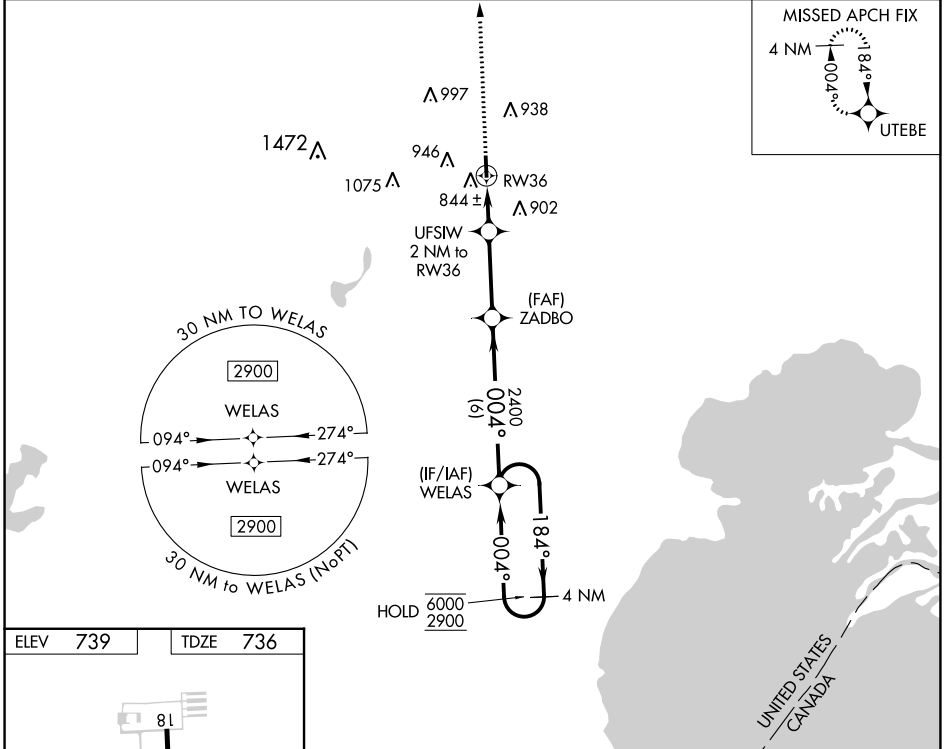 MISSED APCH FIX
4 NM
004°
184°
UTEBE
997
938
1472
946
1075
RW36
844 ±
902
UFSIW
2 NM to
RW36
(FAF)
ZADBO
30 NM TO WELAS
2900
WELAS
094°
274°
094°
274°
WELAS
2900
30 NM to WELAS (NoPT)
2400
004°
(6)
(IF/IAF)
WELAS
184°
004°
HOLD
6000
2900
4 NM
UNITED STATES
CANADA
ELEV 739
TDZE 736
18